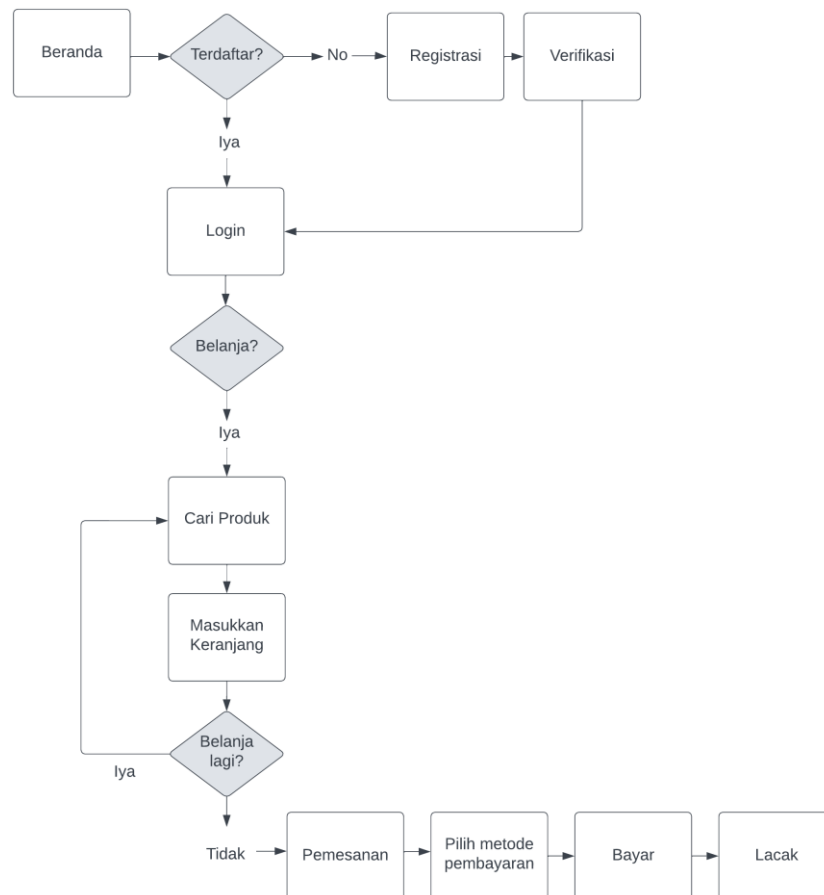 Beranda
Terdaftar?
No
Registrasi
Verifikasi
Iya
Login
Belanja?
Iya
Cari Produk
Masukkan
Keranjang
Belanja
lagi?
Iya
Tidak
Pemesanan
Pilih metode
pembayaran
Bayar
Lacak